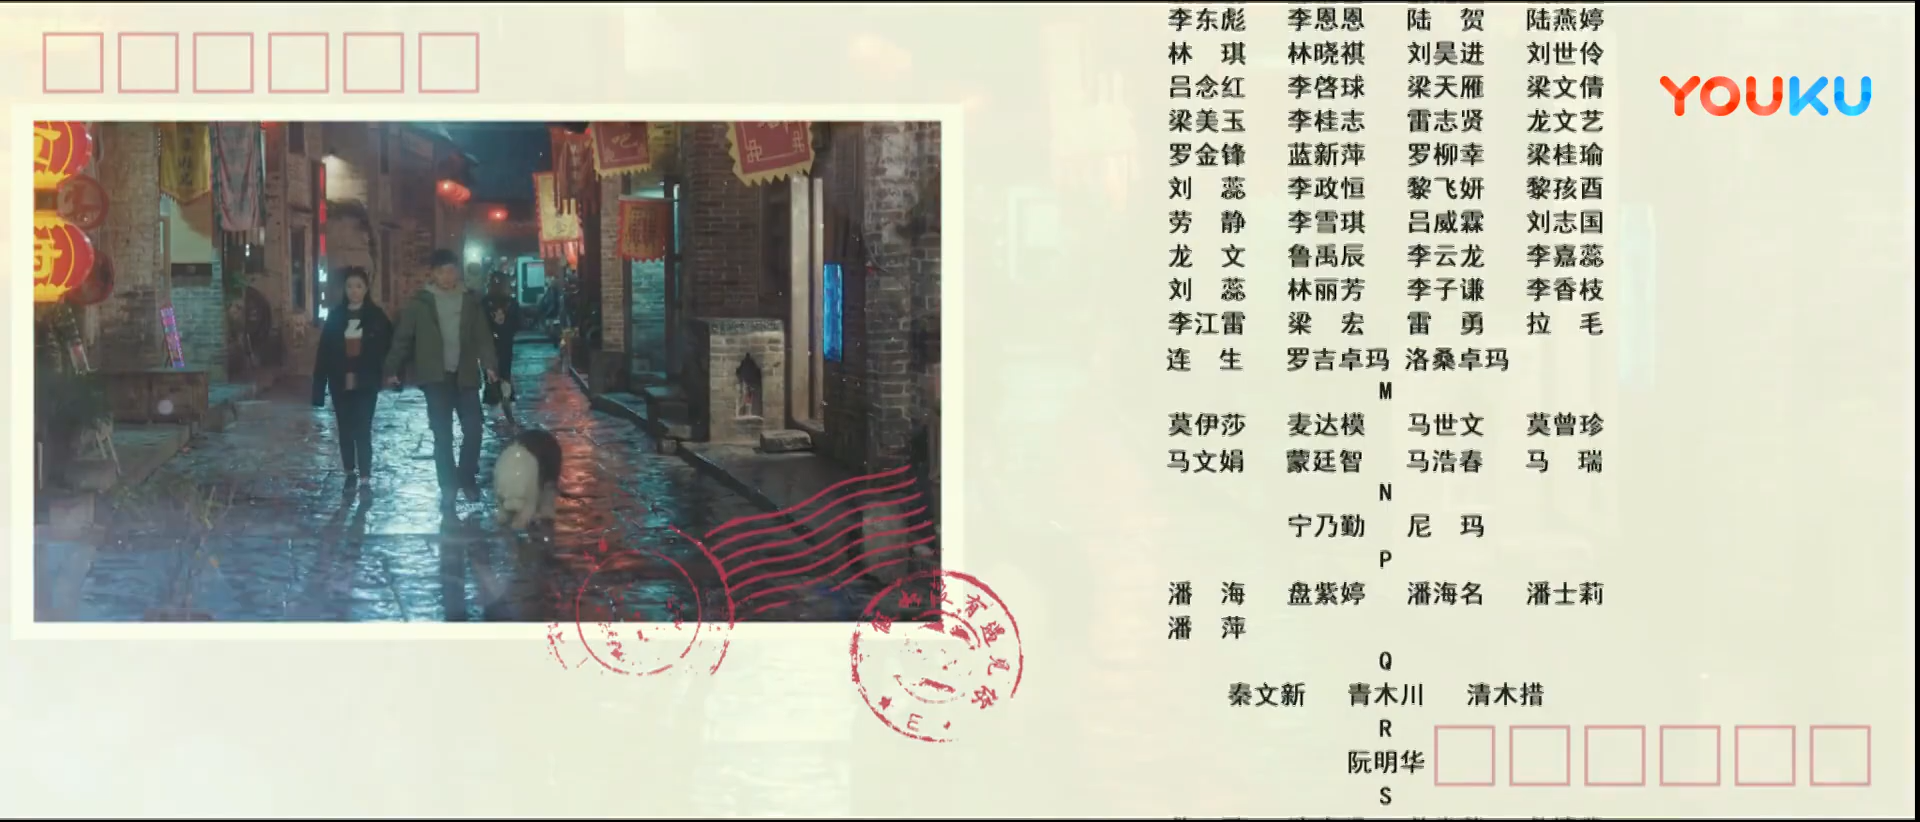 李东彪 李恩恩 陆 贺 陆燕婷
YOUKU
林 琪 林晓祺 刘昊进 刘世伶
吕念红 李啓球 梁天雁 梁文倩
梁美玉 李桂志 雷志贤 龙文艺
罗金锋 蓝新萍 罗柳幸 梁桂瑜
刘 蕊 李政恒 黎飞妍 黎孩酉
劳 静 李雪琪 吕威霖 刘志国
龙 文 鲁禹辰 李云龙 李嘉蕊
刘 蕊 林丽芳 李子谦 李香枝
李江雷 梁 宏 雷 勇 拉 毛
连 生 罗吉卓玛 洛桑卓玛
M
莫伊莎 麦达模 马世文 莫曾珍
马文娟 蒙廷智 马浩春 马 瑞
N
宁乃勤 尼 玛
P
潘 海 盘紫婷 潘海名 潘士莉
潘 萍
Q
秦文新 青木川 清木措
R
阮明华
S
有遇见你